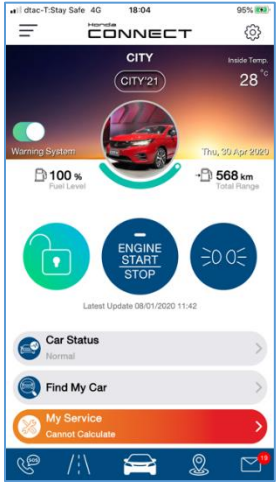 dtac-T:Stay Safe 4G 18:04 95%
Honda
CONNECT
CITY
CITY'21
Inside Temp.
28 °c
Warning System
Thu, 30 Apr 2020
100 %
Fuel Level
568 km
Total Range
ENGINE
START
STOP
Latest Update 08/01/2020 11:42
Car Status
Normal
Find My Car
My Service
Cannot Calculate
SOS
19